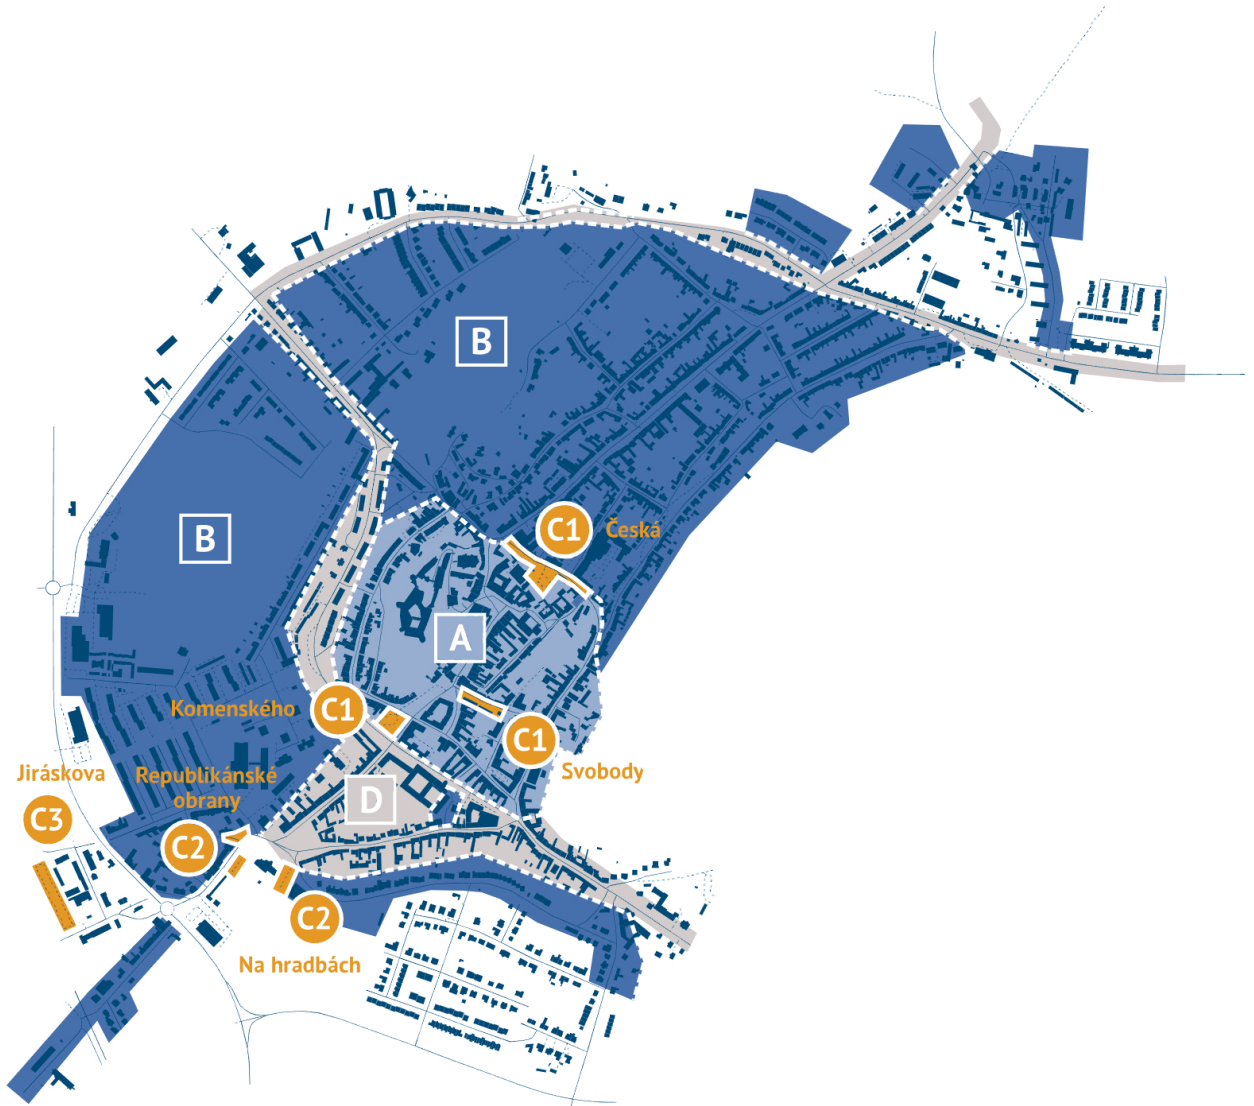 B
C1
Česká
B
A
Komenského
C1
C1
Svobody
Jiráskova
Republikánské
obrany
D
C3
C2
C2
Na hradbách